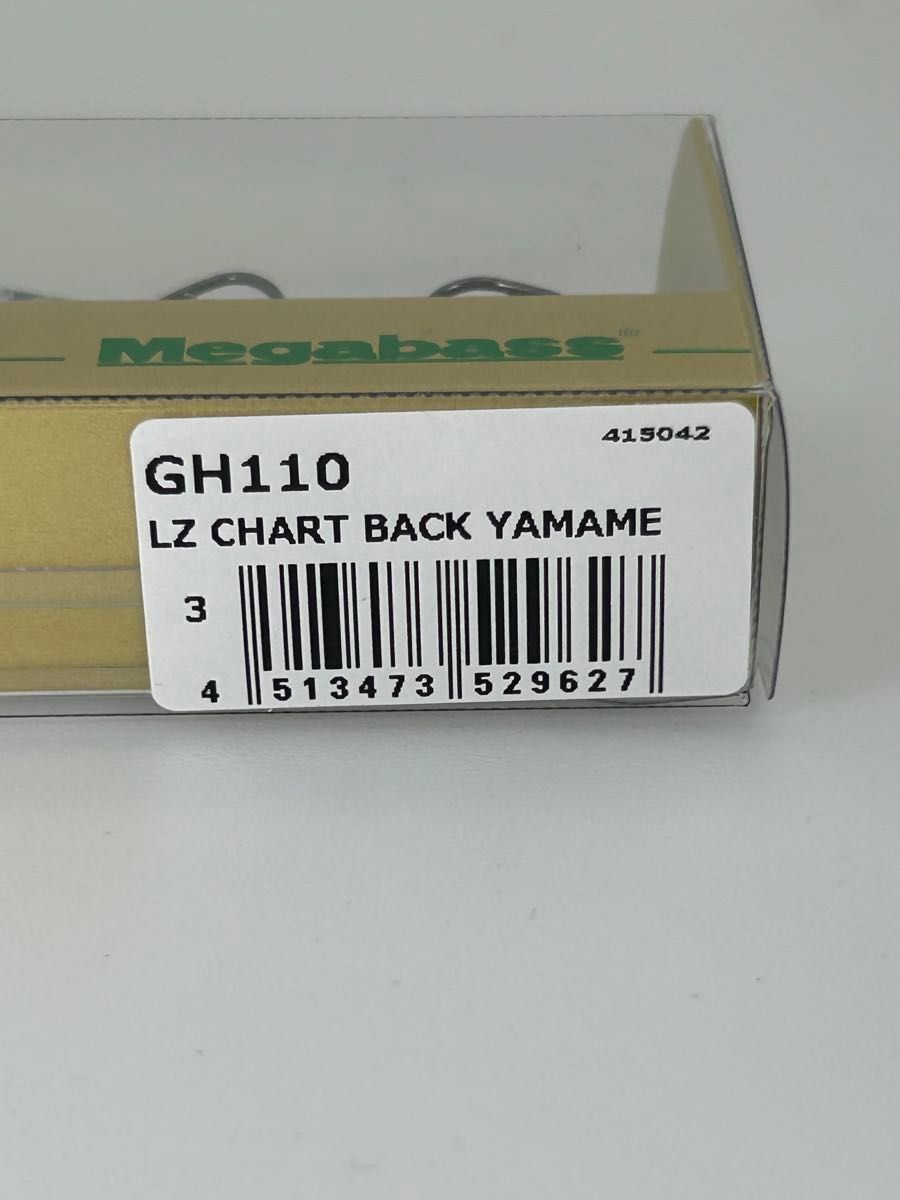 Megabass®
415042
GH110
LZ CHART BACK YAMAME
3
4 513473 529627